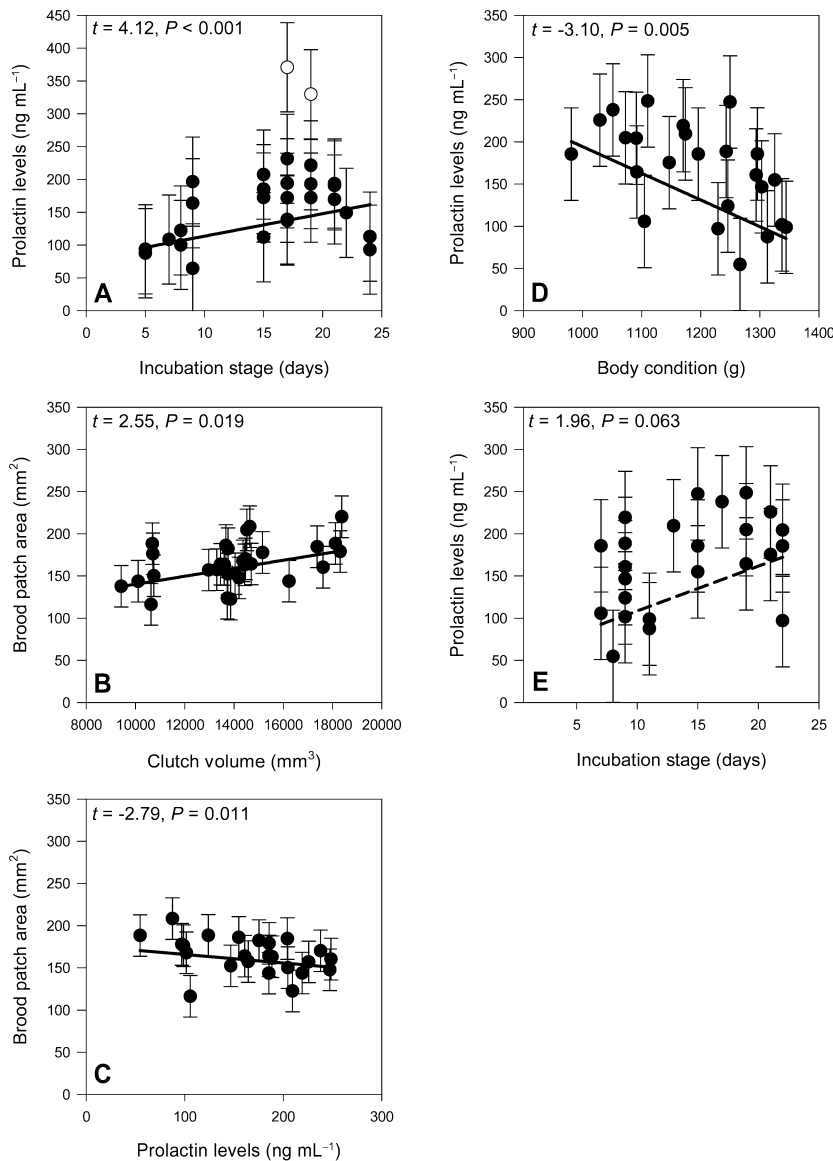 t = 4.12, P < 0.001
450
400
350
300
250
200
150
100
50
0
Prolactin levels (ng mL⁻¹)
A
0 5 10 15 20 25
Incubation stage (days)
t = -3.10, P = 0.005
350
300
250
200
150
100
50
0
Prolactin levels (ng mL⁻¹)
D
900 1000 1100 1200 1300 1400
Body condition (g)
t = 2.55, P = 0.019
350
300
250
200
150
100
50
0
Brood patch area (mm²)
B
8000 10000 12000 14000 16000 18000 20000
Clutch volume (mm³)
t = 1.96, P = 0.063
350
300
250
200
150
100
50
0
Prolactin levels (ng mL⁻¹)
E
5 10 15 20 25
Incubation stage (days)
t = -2.79, P = 0.011
350
300
250
200
150
100
50
0
Brood patch area (mm²)
C
0 100 200 300
Prolactin levels (ng mL⁻¹)